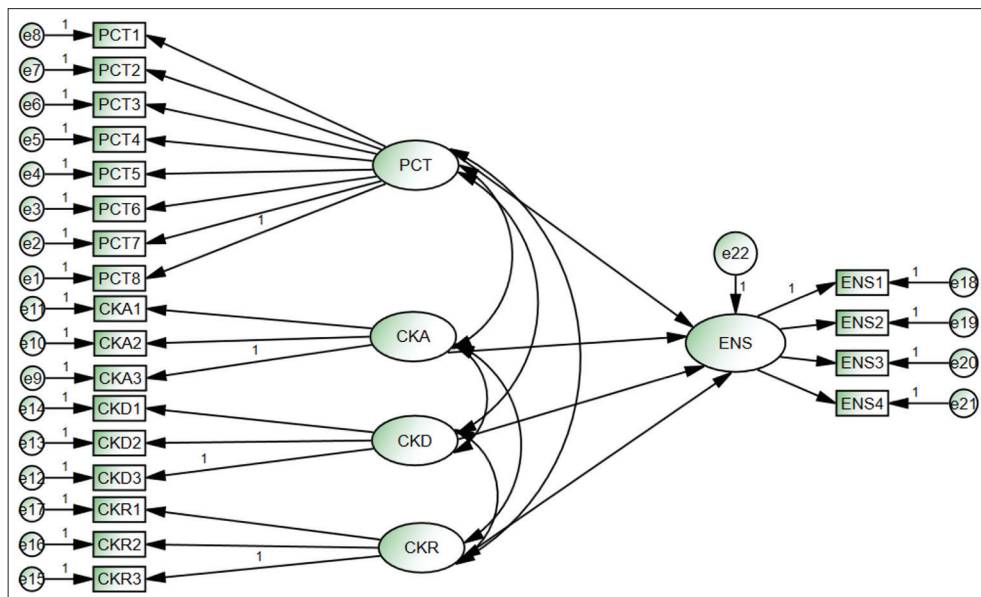 e8 1 PCT1
e7 1 PCT2
e6 1 PCT3
e5 1 PCT4
e4 1 PCT5
e3 1 PCT6
e2 1 PCT7
e1 1 PCT8
1
PCT
e11 1 CKA1
e10 1 CKA2
e9 1 CKA3
1
CKA
e14 1 CKD1
e13 1 CKD2
e12 1 CKD3
1
CKD
e17 1 CKR1
e16 1 CKR2
e15 1 CKR3
1
CKR
e22
1
ENS
1
ENS1 1 e18
ENS2 1 e19
ENS3 1 e20
ENS4 1 e21